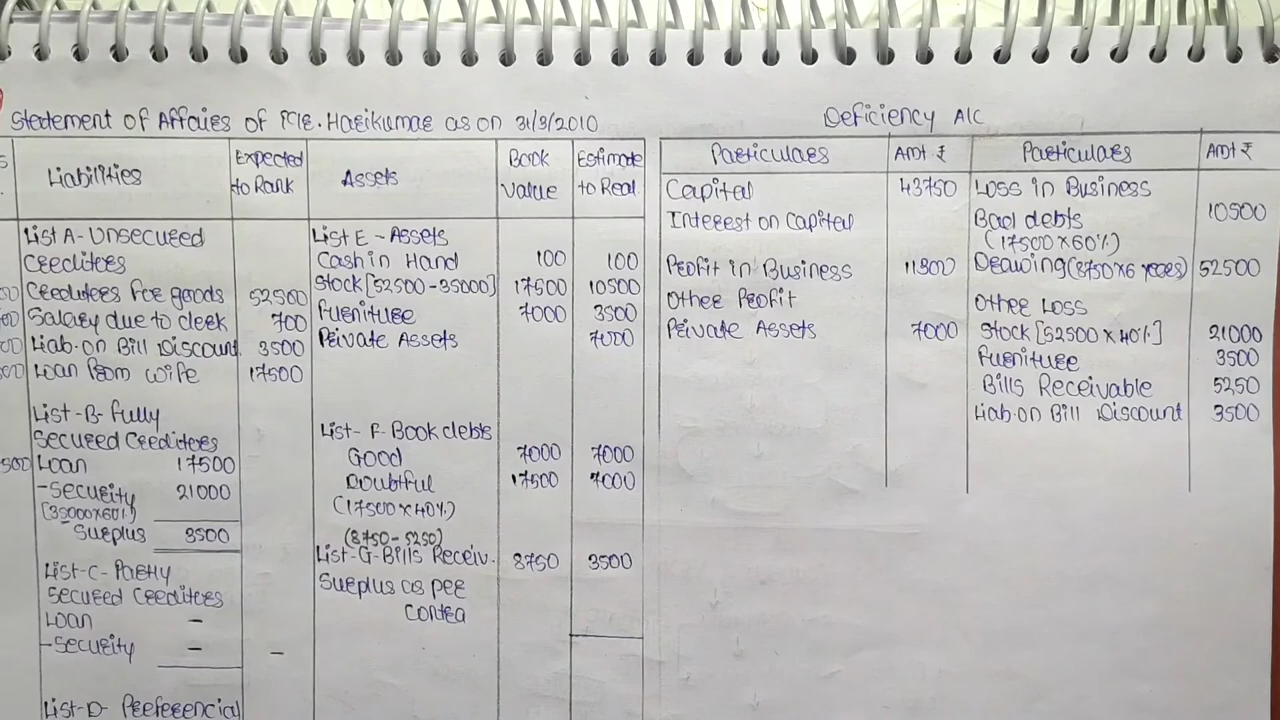 Statement of Affairs of Mr. Harikumar as on 31/3/2010
Liabilities
Expected to Rank
Assets
Book Value
Estimate to Real
List A - Unsecured
Creditors
Creditors for goods 52500
Salary due to clerk 700
Liab. on Bill Discount. 3500
Loan from wife 17500
List-B- Fully
Secured Creditors
500 Loan 17500
-Security 21000
(35000x60%)
-Surplus 3500
List-C- Partly
Secured Creditors
Loan -
-Security - -
List-D- Preferencial
List E - Assets
Cash in Hand 100 100
Stock [52500-35000] 17500 10500
Furniture 7000 3500
Private Assets 7000
List- F- Book debts
Good 7000 7000
Doubtful 17500 7000
(17500 x 40%)
(8750-5250)
List-G-Bills Receiv. 8750 3500
Surplus as per
contra
Deficiency A/C
Particulars Amt ₹ Particulars Amt ₹
Capital 43750
Interest on Capital
Profit in Business 11300
Other Profit
Private Assets 7000
Loss in Business
Bad debts 10500
(17500 x 60%)
Drawing (8750x6 years) 52500
Other Loss
Stock [52500 x 40%] 21000
Furniture 3500
Bills Receivable 5250
Liab. on Bill Discount 3500